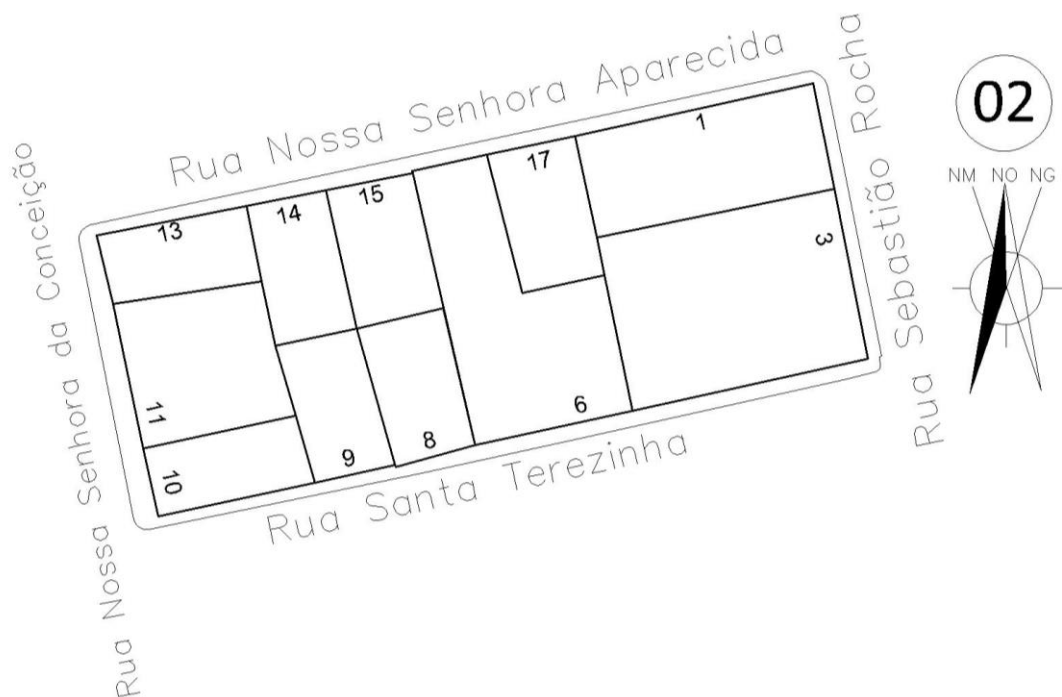 Rua Nossa Senhora Aparecida
Rua Sebastião Rocha
02
NM NO NG
Rua Nossa Senhora da Conceição
13
14
15
17
1
3
11
10
9
8
6
Rua Santa Terezinha